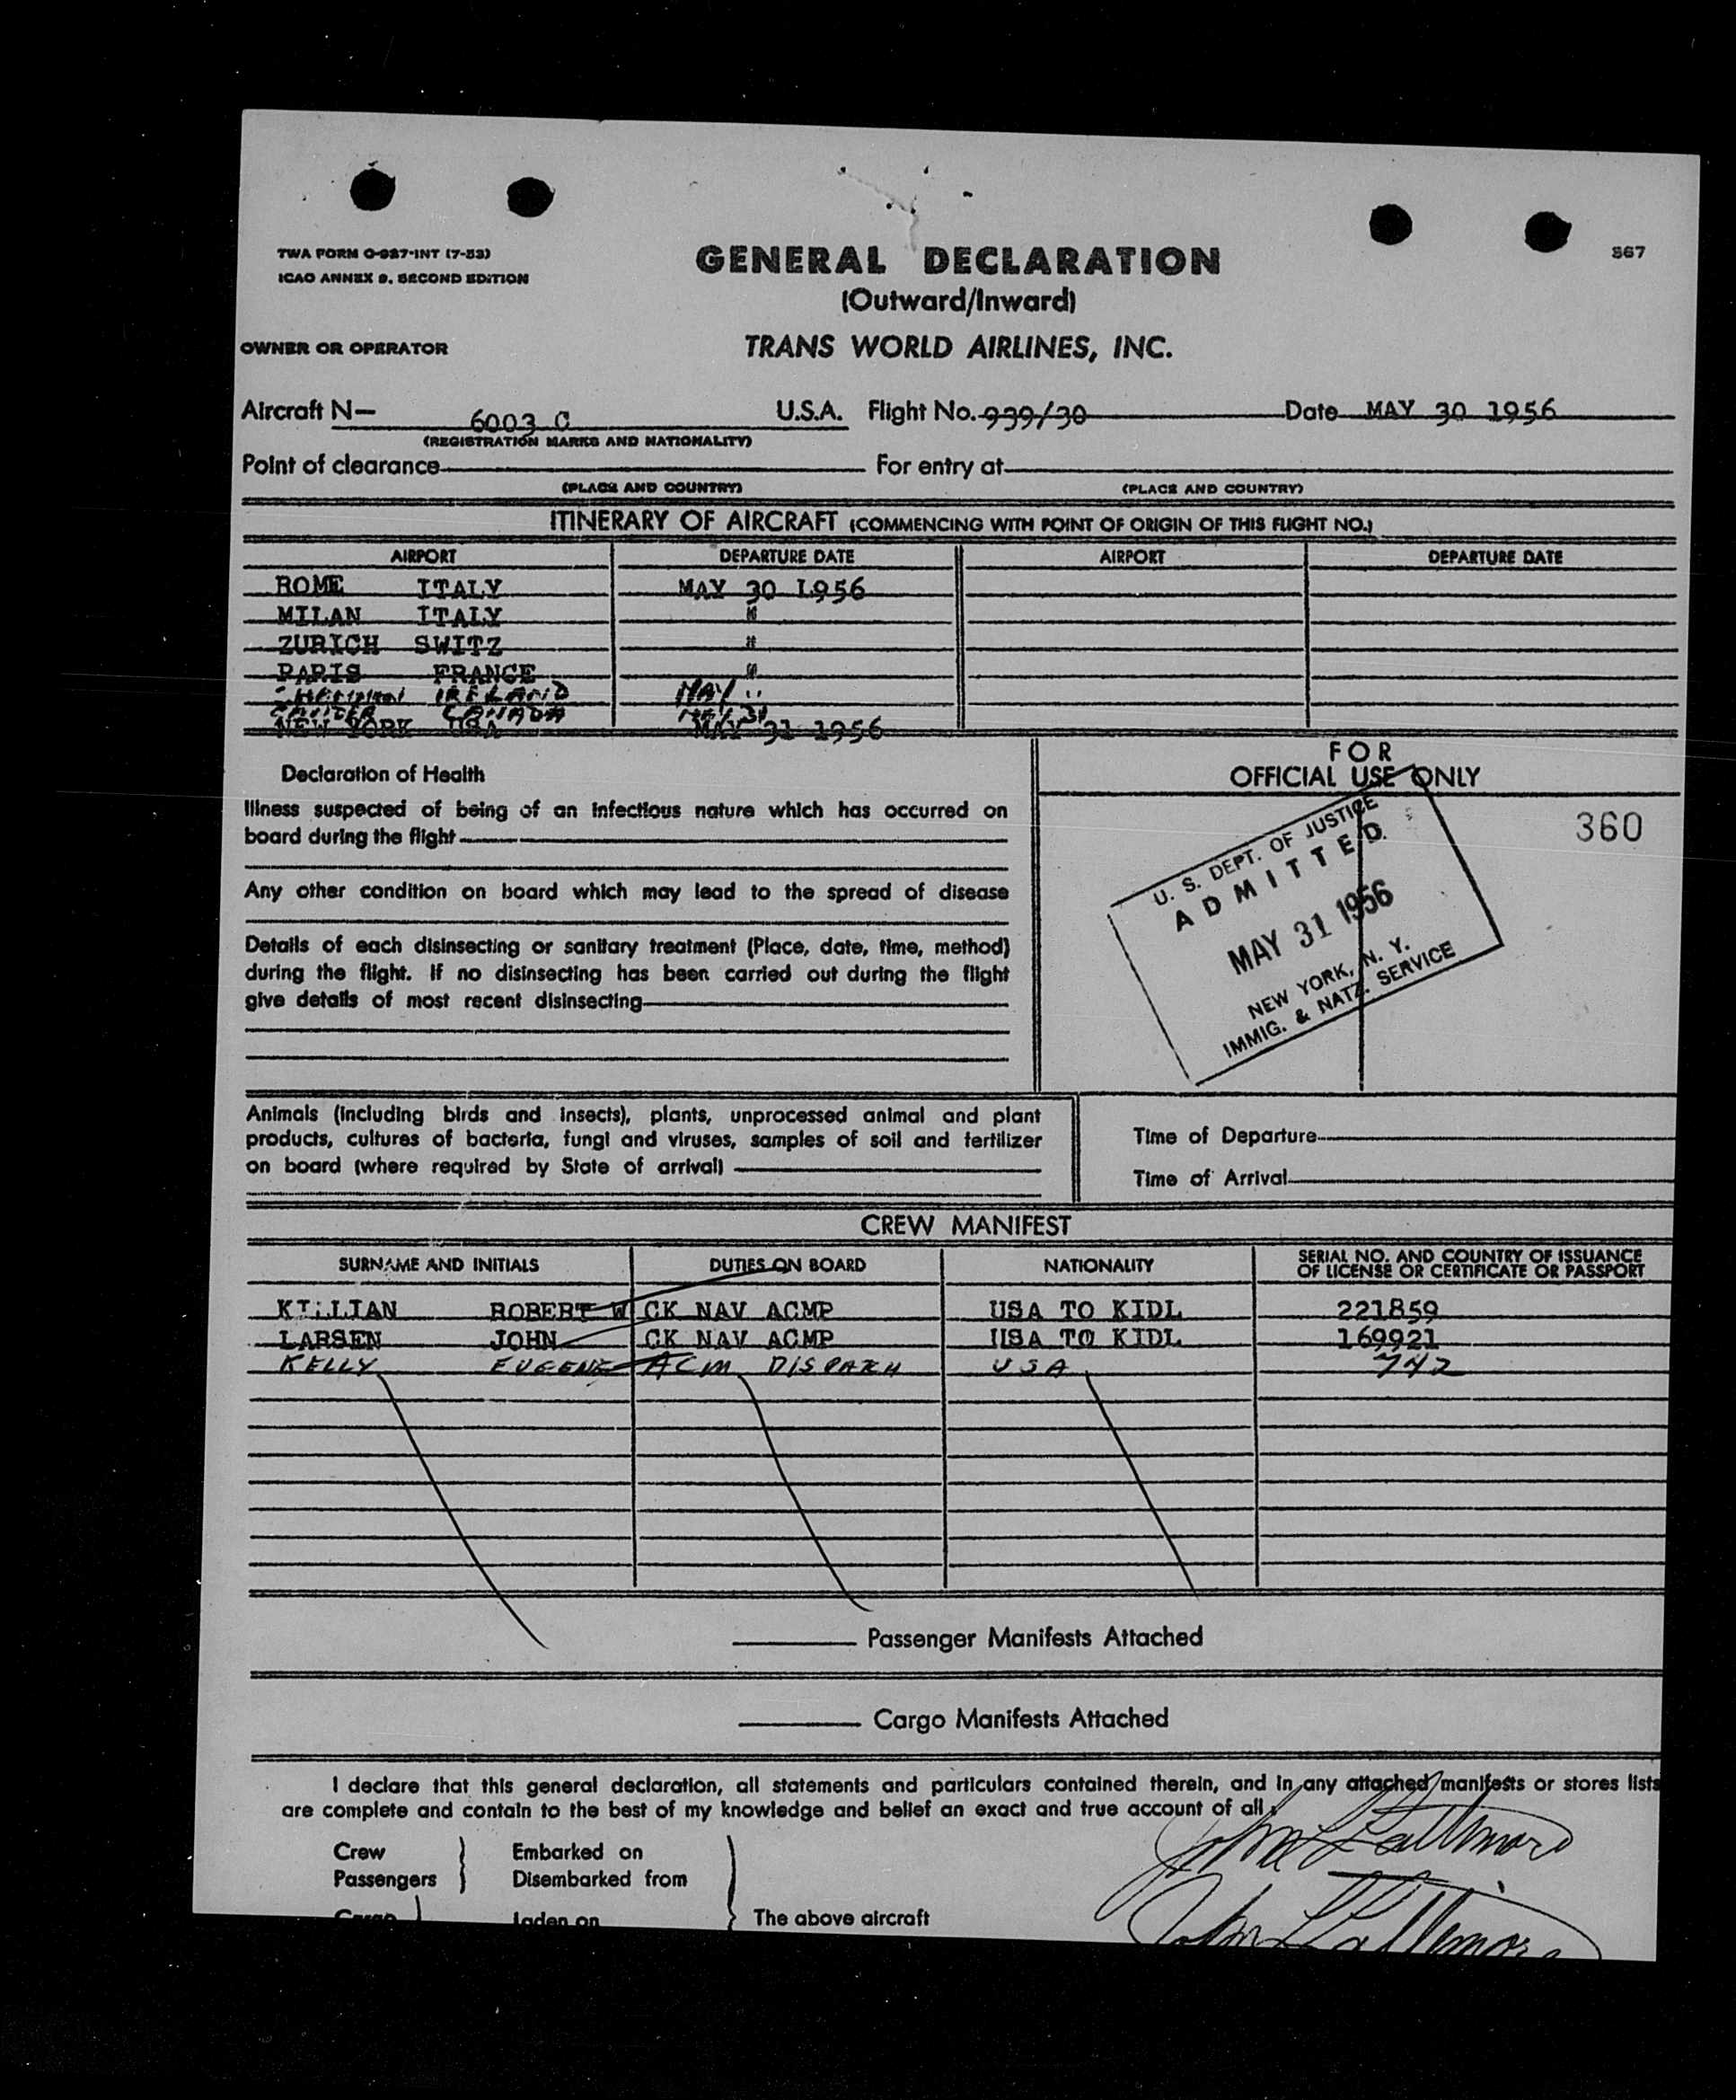 TWA FORM O-927-INT (7-53)
ICAO ANNEX 9, SECOND EDITION
GENERAL DECLARATION
(Outward/Inward)
367
OWNER OR OPERATOR
TRANS WORLD AIRLINES, INC.
Aircraft N— 6003 C U.S.A. Flight No. 939/30 Date MAY 30 1956
(REGISTRATION MARKS AND NATIONALITY)
Point of clearance For entry at
(PLACE AND COUNTRY) (PLACE AND COUNTRY)
ITINERARY OF AIRCRAFT (COMMENCING WITH POINT OF ORIGIN OF THIS FLIGHT NO.)
AIRPORT DEPARTURE DATE AIRPORT DEPARTURE DATE
ROME ITALY MAY 30 1956
MILAN ITALY "
ZURICH SWITZ "
PARIS FRANCE "
SHANNON IRELAND MAY "
GANDER CANADA MAY 31
NEW YORK USA MAY 31 1956
Declaration of Health
Illness suspected of being of an infectious nature which has occurred on
board during the flight
Any other condition on board which may lead to the spread of disease
Details of each disinsecting or sanitary treatment (Place, date, time, method)
during the flight. If no disinsecting has been carried out during the flight
give details of most recent disinsecting
FOR
OFFICIAL USE ONLY
360
U. S. DEPT. OF JUSTICE
ADMITTED
MAY 31 1956
NEW YORK, N. Y.
IMMIG. & NATZ. SERVICE
Animals (including birds and insects), plants, unprocessed animal and plant
products, cultures of bacteria, fungi and viruses, samples of soil and fertilizer
on board (where required by State of arrival)
Time of Departure
Time of Arrival
CREW MANIFEST
SURNAME AND INITIALS DUTIES ON BOARD NATIONALITY SERIAL NO. AND COUNTRY OF ISSUANCE
OF LICENSE OR CERTIFICATE OR PASSPORT
KILLIAN ROBERT W CK NAV ACMP USA TO KIDL 221859
LARSEN JOHN CK NAV ACMP USA TO KIDL 169921
KELLY EUGENE ACM DISPATCH USA 742
Passenger Manifests Attached
Cargo Manifests Attached
I declare that this general declaration, all statements and particulars contained therein, and in any attached manifests or stores lists
are complete and contain to the best of my knowledge and belief an exact and true account of all
Crew Embarked on
Passengers Disembarked from
Cargo laden on The above aircraft